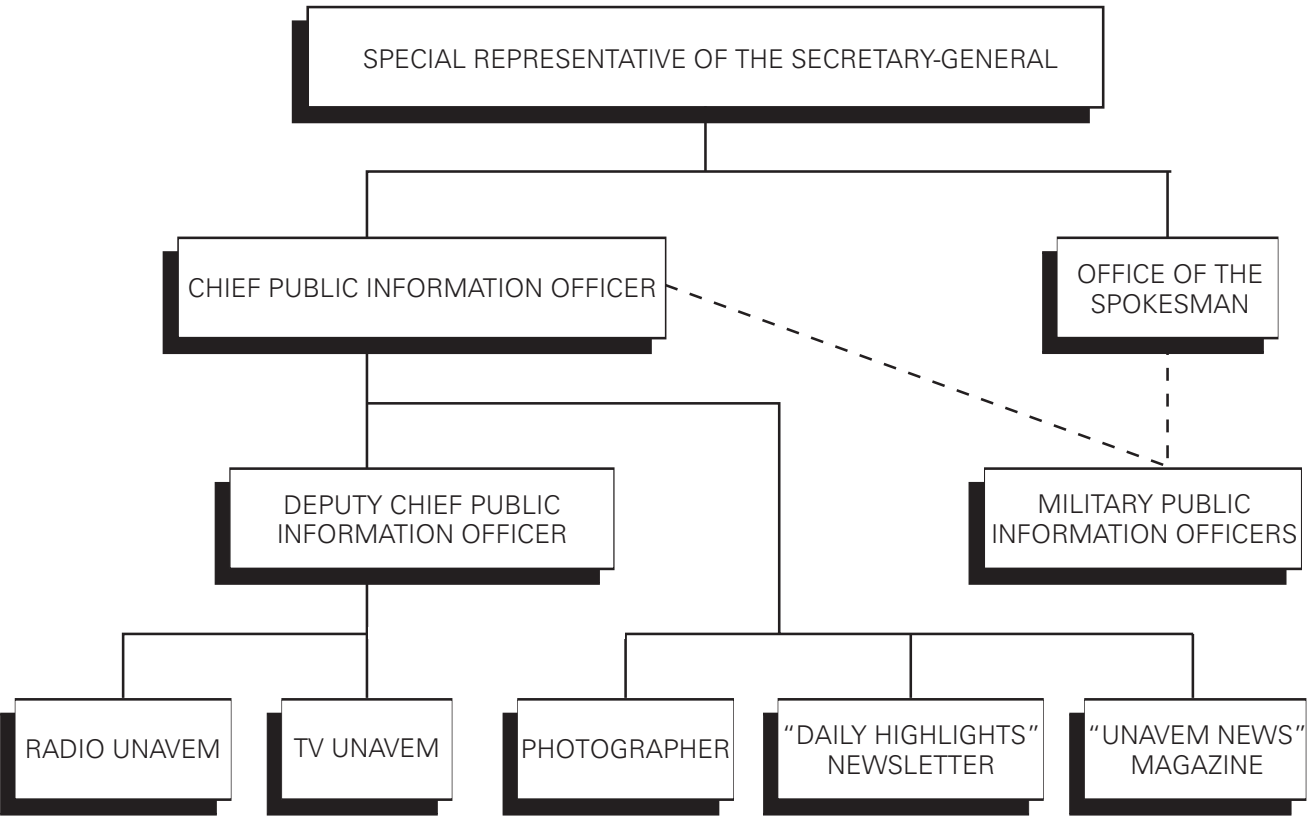 SPECIAL REPRESENTATIVE OF THE SECRETARY-GENERAL
CHIEF PUBLIC INFORMATION OFFICER
OFFICE OF THE
SPOKESMAN
DEPUTY CHIEF PUBLIC
INFORMATION OFFICER
MILITARY PUBLIC
INFORMATION OFFICERS
RADIO UNAVEM
TV UNAVEM
PHOTOGRAPHER
“DAILY HIGHLIGHTS”
NEWSLETTER
“UNAVEM NEWS”
MAGAZINE